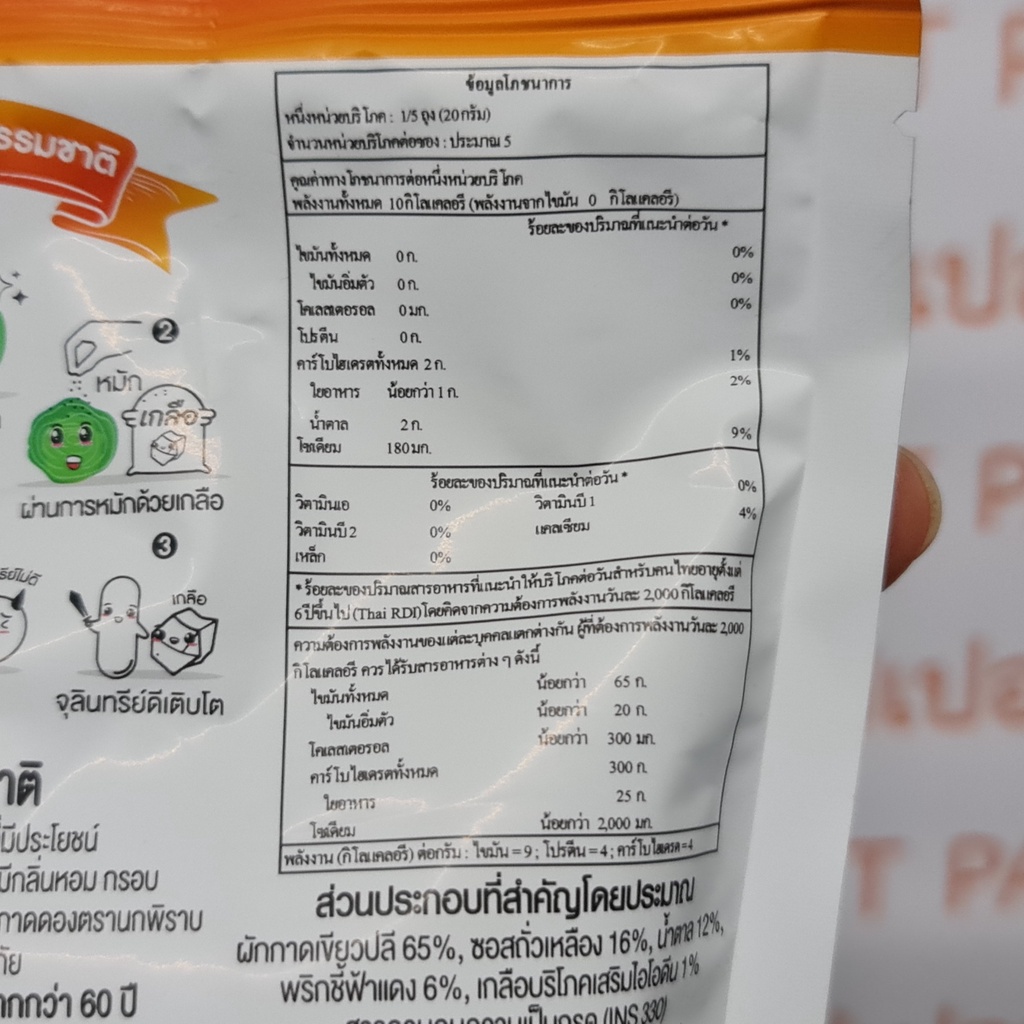 รรมชาติ
ข้อมูลโภชนาการ
หนึ่งหน่วยบริโภค : 1/5 ถุง (20กรัม)
จำนวนหน่วยบริโภคต่อซอง : ประมาณ 5
คุณค่าทางโภชนาการต่อหนึ่งหน่วยบริโภค
พลังงานทั้งหมด 10กิโลแคลอรี (พลังงานจากไขมัน 0 กิโลแคลอรี)
ร้อยละของปริมาณที่แนะนำต่อวัน *
ไขมันทั้งหมด 0 ก. 0%
ไขมันอิ่มตัว 0 ก. 0%
โคเลสเตอรอล 0 มก. 0%
โปรตีน 0 ก.
คาร์โบไฮเดรตทั้งหมด 2 ก. 1%
ใยอาหาร น้อยกว่า 1 ก. 2%
น้ำตาล 2 ก.
โซเดียม 180 มก. 9%
ร้อยละของปริมาณที่แนะนำต่อวัน *
วิตามินเอ 0% วิตามินบี 1 0%
วิตามินบี 2 0% แคลเซียม 4%
เหล็ก 0%
* ร้อยละของปริมาณสารอาหารที่แนะนำให้บริโภคต่อวันสำหรับคนไทยอายุตั้งแต่
6 ปีขึ้นไป (Thai RDI) โดยคิดจากความต้องการพลังงานวันละ 2,000 กิโลแคลอรี
ความต้องการพลังงานของแต่ละบุคคลแตกต่างกัน ผู้ที่ต้องการพลังงานวันละ 2,000
กิโลแคลอรี ควรได้รับสารอาหารต่าง ๆ ดังนี้
ไขมันทั้งหมด น้อยกว่า 65 ก.
ไขมันอิ่มตัว น้อยกว่า 20 ก.
โคเลสเตอรอล น้อยกว่า 300 มก.
คาร์โบไฮเดรตทั้งหมด 300 ก.
ใยอาหาร 25 ก.
โซเดียม น้อยกว่า 2,000 มก.
พลังงาน (กิโลแคลอรี) ต่อกรัม : ไขมัน = 9 ; โปรตีน = 4 ; คาร์โบไฮเดรต = 4
ส่วนประกอบที่สำคัญโดยประมาณ
ผักกาดเขียวปลี 65%, ซอสถั่วเหลือง 16%, น้ำตาล 12%,
พริกชี้ฟ้าแดง 6%, เกลือบริโภคเสริมไอโอดีน 1%
(INS 330)
2
หมัก
เกลือ
ผ่านการหมักด้วยเกลือ
3
รีย์ไม่ดี
เกลือ
จุลินทรีย์ดีเติบโต
าติ
มีประโยชน์
มีกลิ่นหอม กรอบ
กาดดองตรานกพิราบ
ภัย
ากกว่า 60 ปี
T PA
แปล
T PA